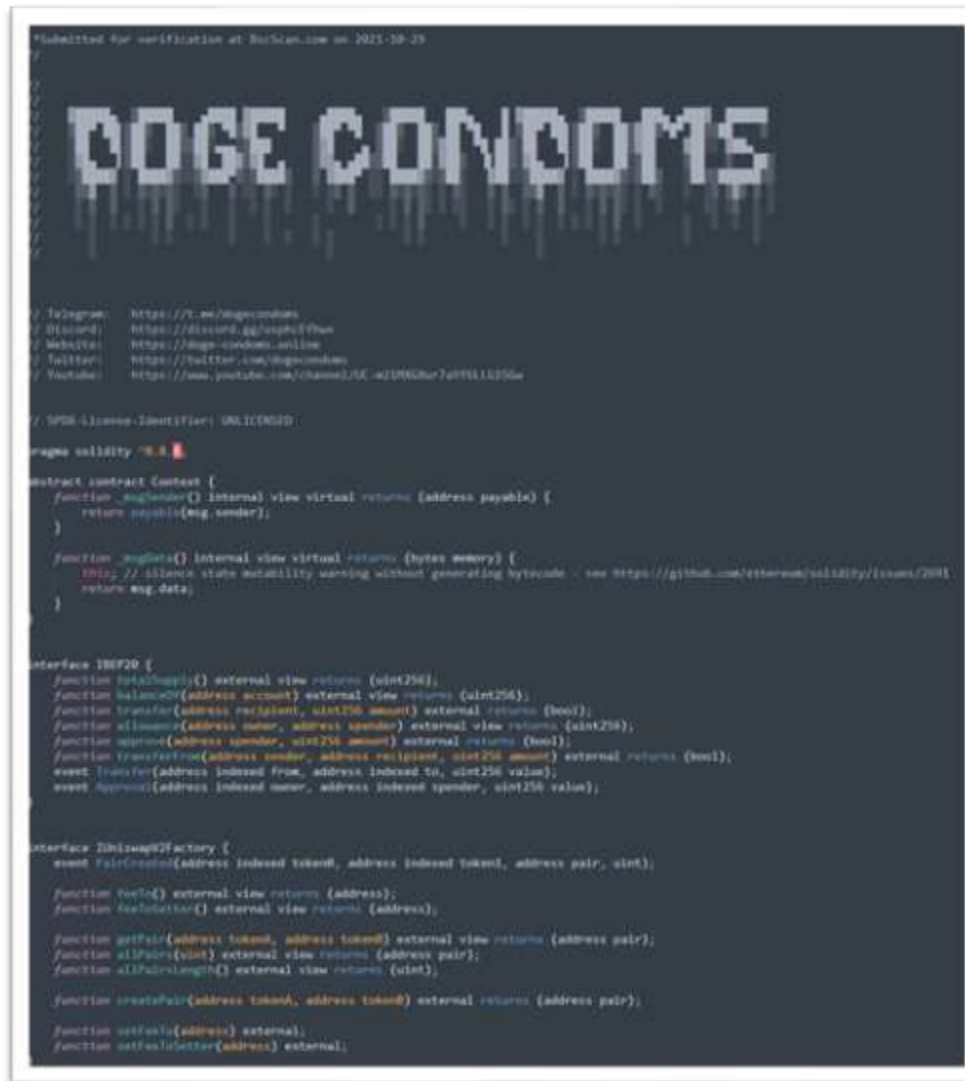 *Submitted for verification at BscScan.com on 2021-10-29
*/
//
//
//
//
//
//
//
//
//
//
//
//
DOGE CONDOMS
// Telegram: https://t.me/dogecondoms
// Discord:
// Website: https://doge-condoms.online
// Twitter: https://twitter.com/dogecondoms
// Youtube:
// SPDX-License-Identifier: UNLICENSED
pragma solidity ^0.8.
abstract contract Context {
function _msgSender() internal view virtual returns (address payable) {
return payable(msg.sender);
}
function _msgData() internal view virtual returns (bytes memory) {
this; // silence state mutability warning without generating bytecode - see https://github.com/ethereum/solidity/issues/2691
return msg.data;
}
}
interface IBEP20 {
function totalSupply() external view returns (uint256);
function balanceOf(address account) external view returns (uint256);
function transfer(address recipient, uint256 amount) external returns (bool);
function allowance(address owner, address spender) external view returns (uint256);
function approve(address spender, uint256 amount) external returns (bool);
function transferFrom(address sender, address recipient, uint256 amount) external returns (bool);
event Transfer(address indexed from, address indexed to, uint256 value);
event Approval(address indexed owner, address indexed spender, uint256 value);
}
interface IUniswapV2Factory {
event PairCreated(address indexed token0, address indexed token1, address pair, uint);
function feeTo() external view returns (address);
function feeToSetter() external view returns (address);
function getPair(address tokenA, address tokenB) external view returns (address pair);
function allPairs(uint) external view returns (address pair);
function allPairsLength() external view returns (uint);
function createPair(address tokenA, address tokenB) external returns (address pair);
function setFeeTo(address) external;
function setFeeToSetter(address) external;